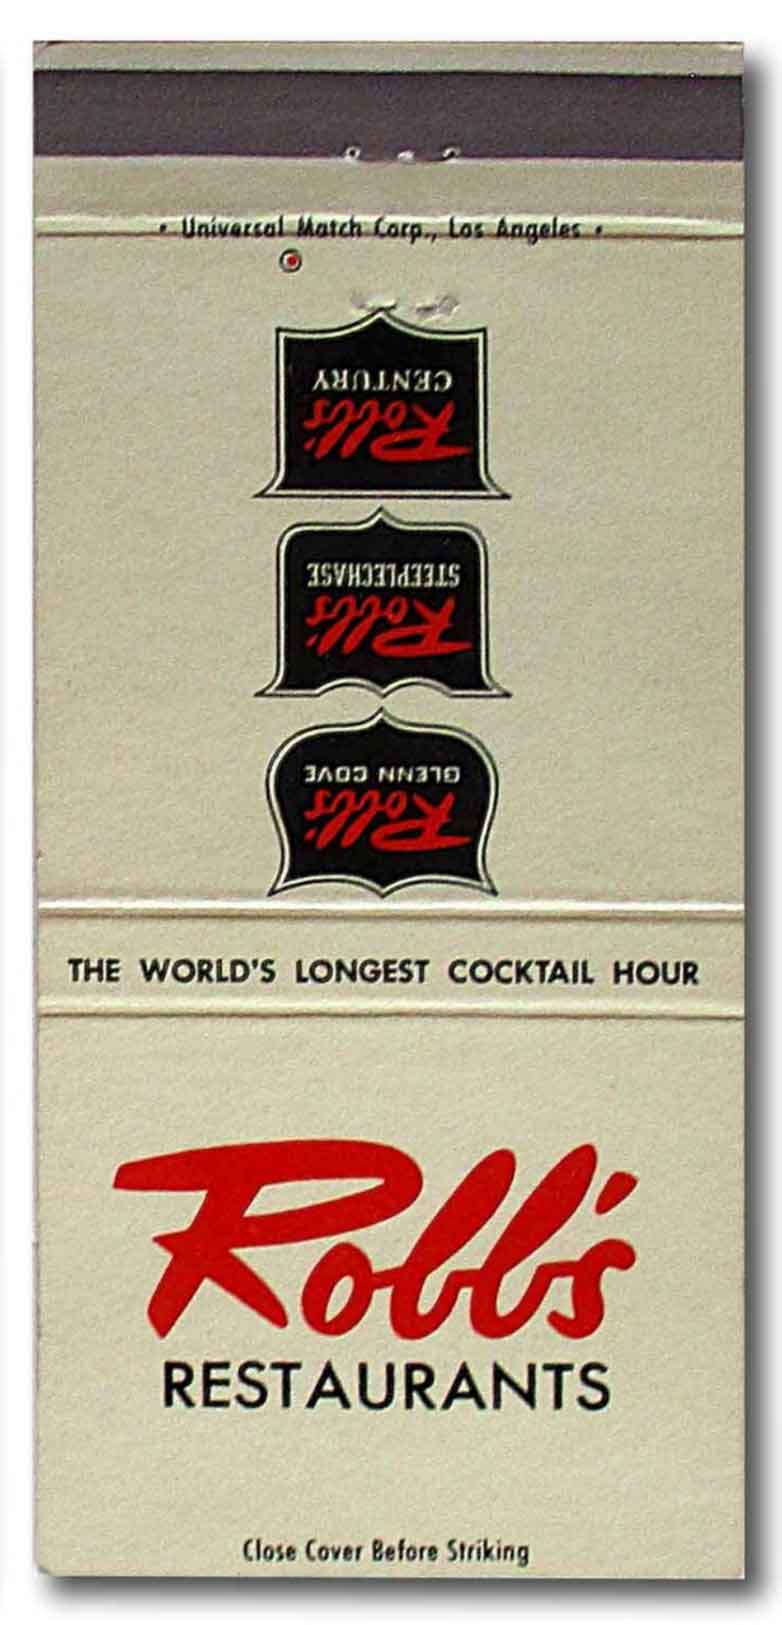 • Universal Match Corp., Los Angeles •
Robb's
CENTURY
Robb's
STEEPLECHASE
Robb's
GLENN COVE
THE WORLD'S LONGEST COCKTAIL HOUR
Robb's
RESTAURANTS
Close Cover Before Striking